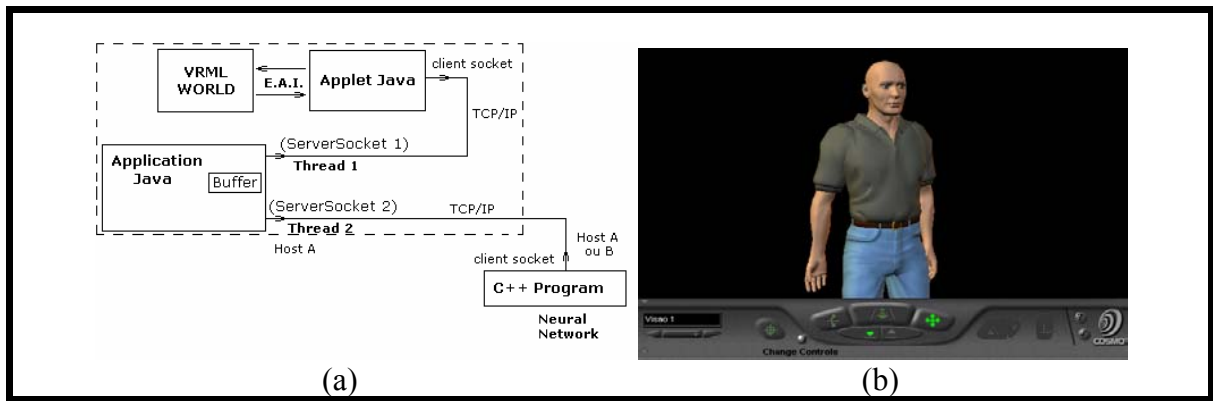 VRML
WORLD
E.A.I.
Applet Java
client socket
TCP/IP
(ServerSocket 1)
Thread 1
Application
Java
Buffer
(ServerSocket 2)
TCP/IP
Thread 2
Host A
Host A
ou B
client socket
C++ Program
Neural
Network
Visao 1
Change Controls
COSMO
(a)
(b)